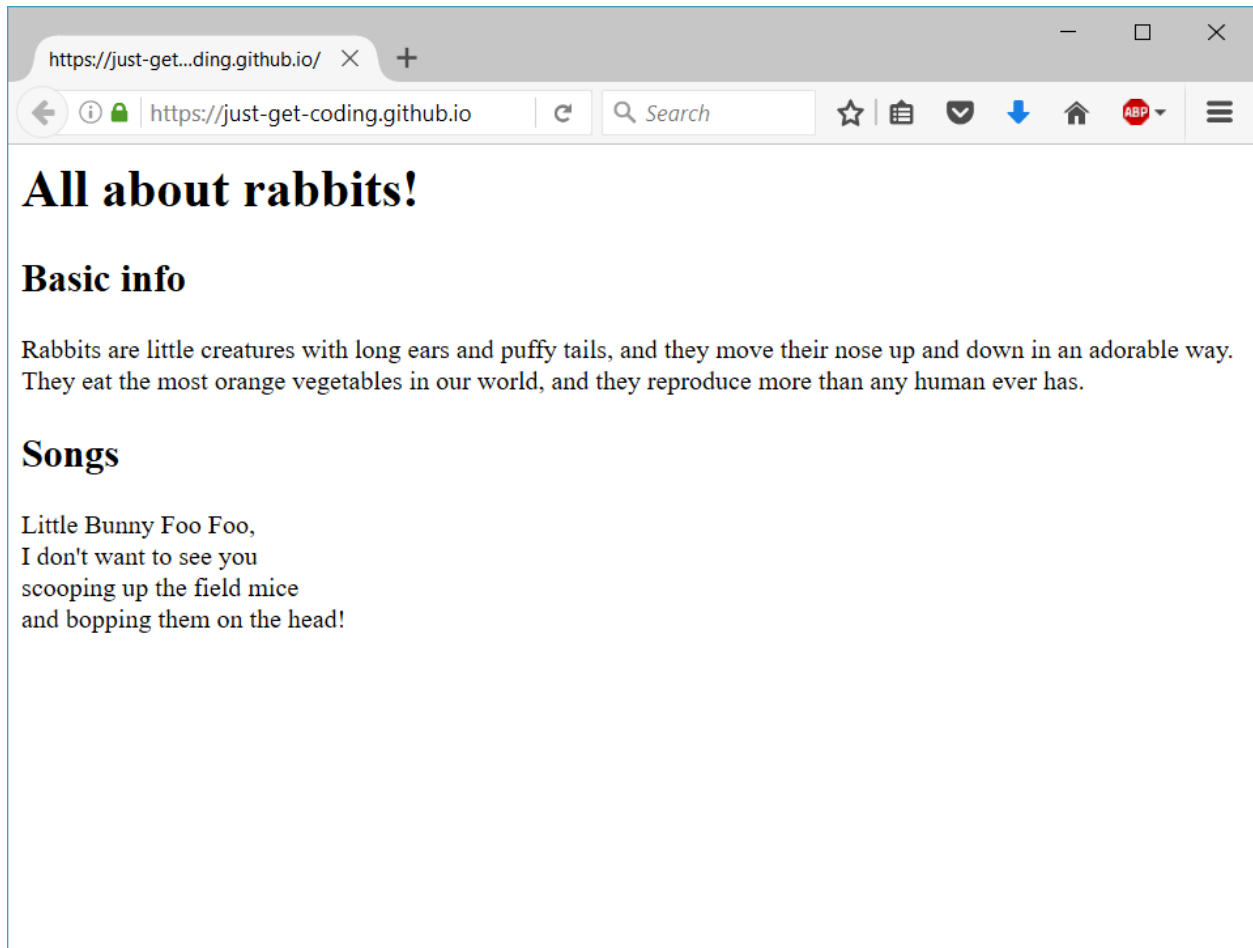 https://just-get...ding.github.io/
https://just-get-coding.github.io
Search
ABP
All about rabbits!
Basic info
Rabbits are little creatures with long ears and puffy tails, and they move their nose up and down in an adorable way.
They eat the most orange vegetables in our world, and they reproduce more than any human ever has.
Songs
Little Bunny Foo Foo,
I don't want to see you
scooping up the field mice
and bopping them on the head!